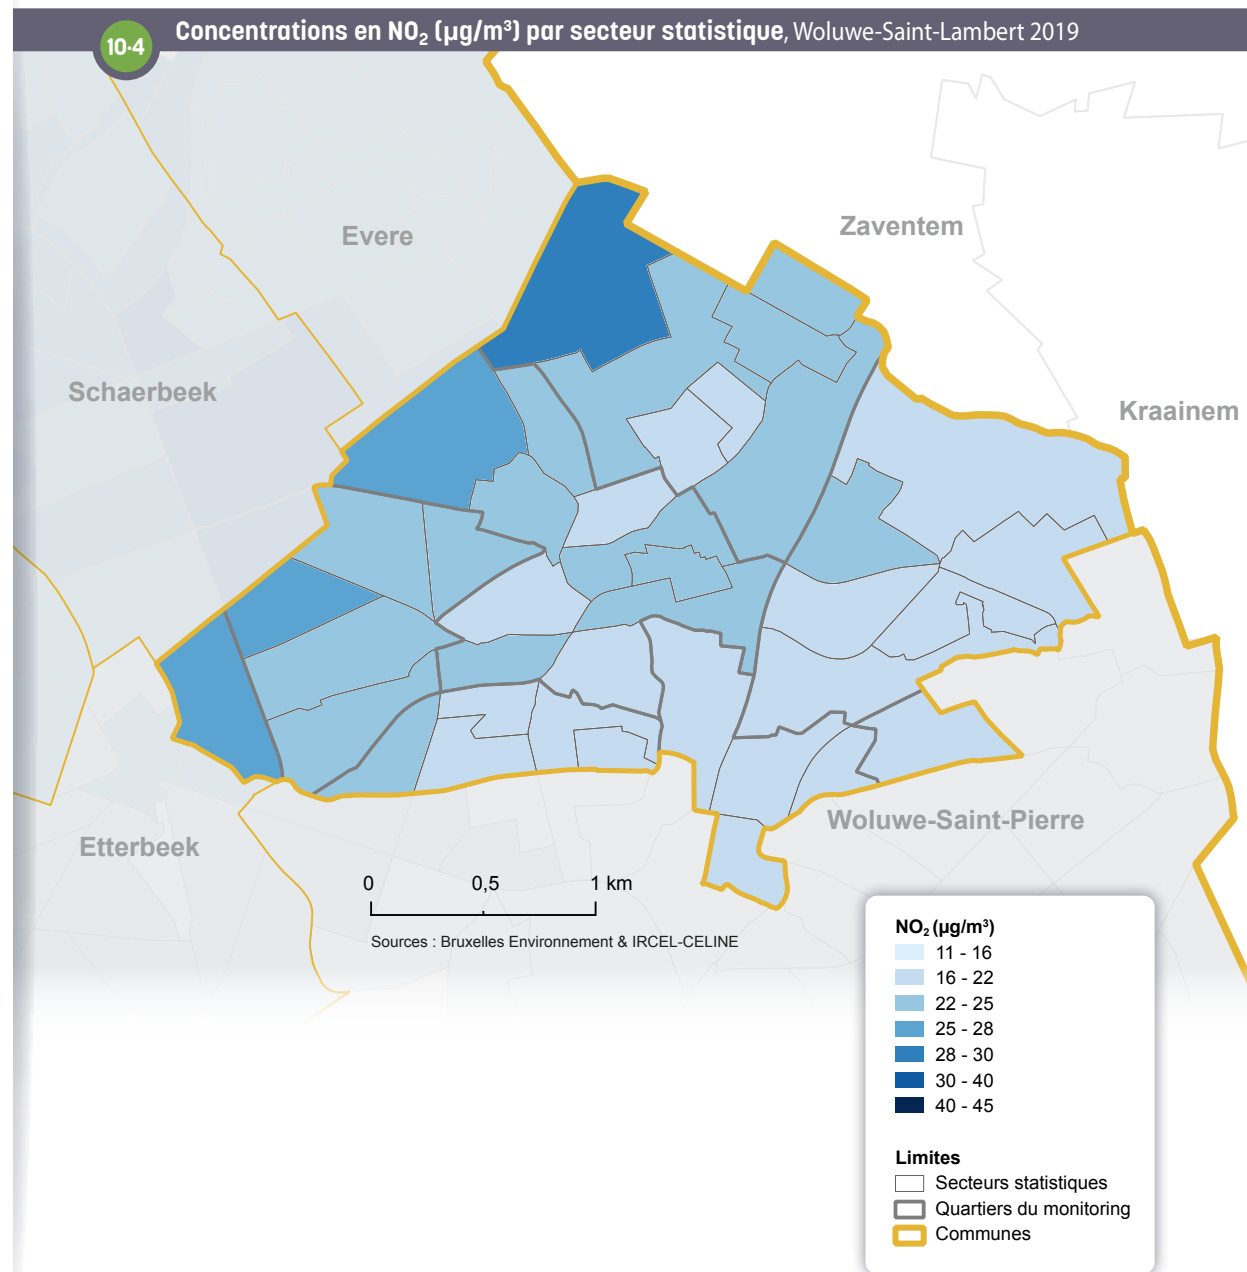 10·4
Concentrations en NO₂ (µg/m³) par secteur statistique, Woluwe-Saint-Lambert 2019
Evere
Zaventem
Schaerbeek
Kraainem
Etterbeek
Woluwe-Saint-Pierre
0 0,5 1 km
Sources : Bruxelles Environnement & IRCEL-CELINE
NO₂ (µg/m³)
11 - 16
16 - 22
22 - 25
25 - 28
28 - 30
30 - 40
40 - 45
Limites
Secteurs statistiques
Quartiers du monitoring
Communes